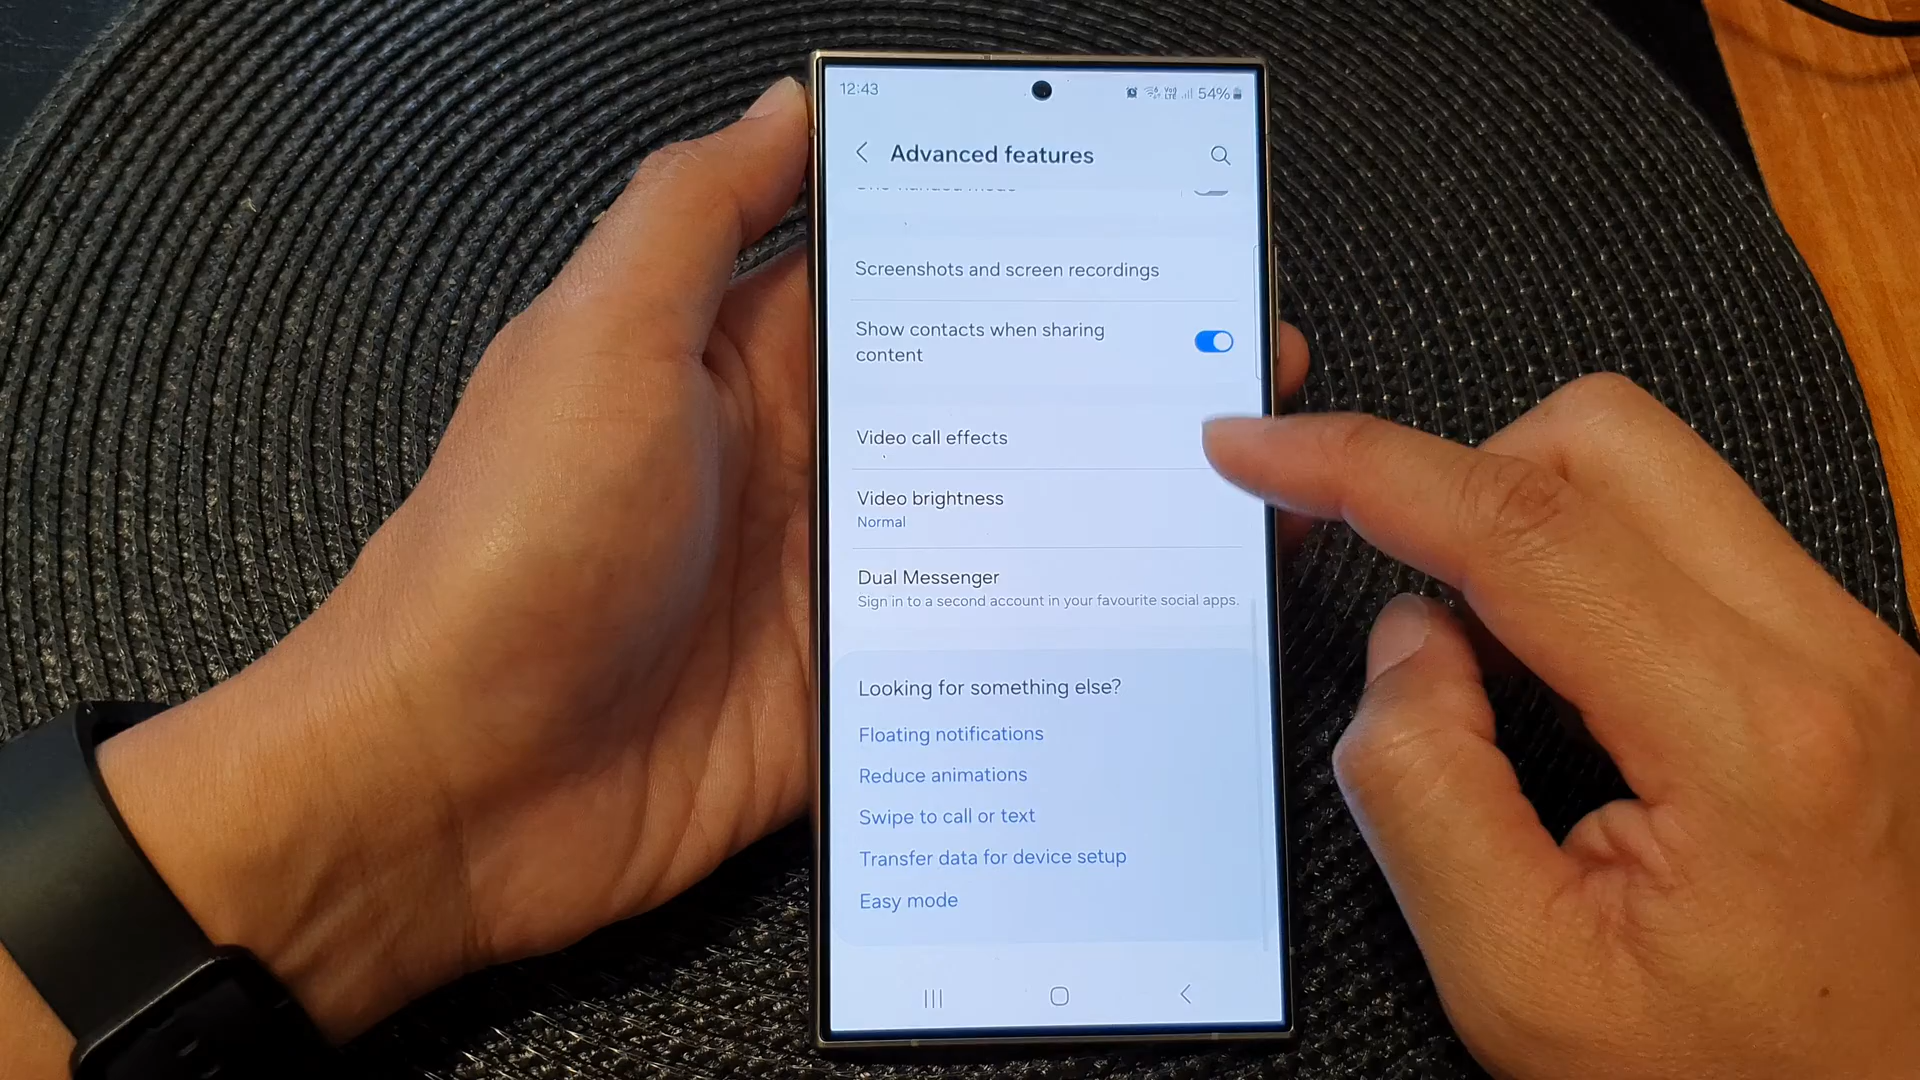 12:43
54%
Advanced features
Screenshots and screen recordings
Show contacts when sharing
content
Video call effects
Video brightness
Normal
Dual Messenger
Sign in to a second account in your favourite social apps.
Looking for something else?
Floating notifications
Reduce animations
Swipe to call or text
Transfer data for device setup
Easy mode